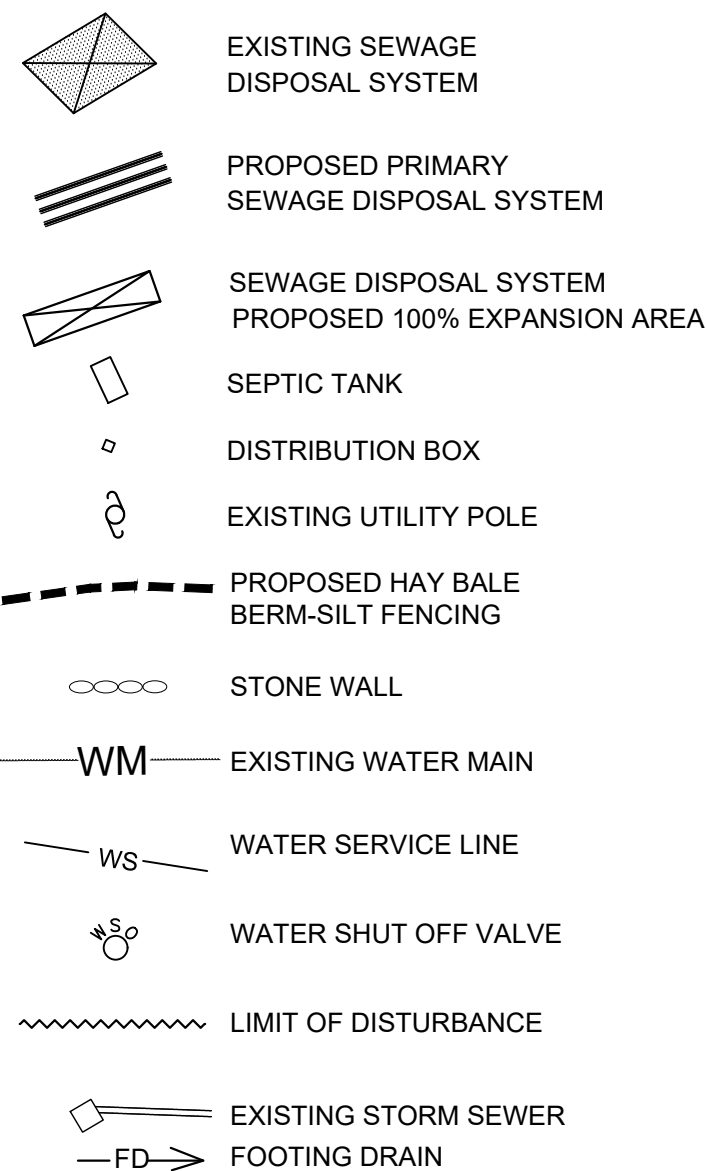 EXISTING SEWAGE
DISPOSAL SYSTEM
PROPOSED PRIMARY
SEWAGE DISPOSAL SYSTEM
SEWAGE DISPOSAL SYSTEM
PROPOSED 100% EXPANSION AREA
SEPTIC TANK
DISTRIBUTION BOX
EXISTING UTILITY POLE
PROPOSED HAY BALE
BERM-SILT FENCING
STONE WALL
WM EXISTING WATER MAIN
WS WATER SERVICE LINE
WSO WATER SHUT OFF VALVE
LIMIT OF DISTURBANCE
EXISTING STORM SEWER
FD FOOTING DRAIN